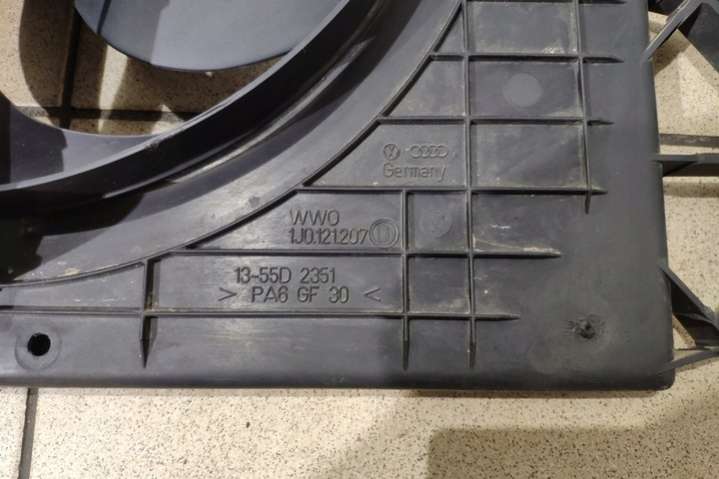 Germany
WWO
1J0.121.207
13-55D 2351
> PA6 GF 30 <